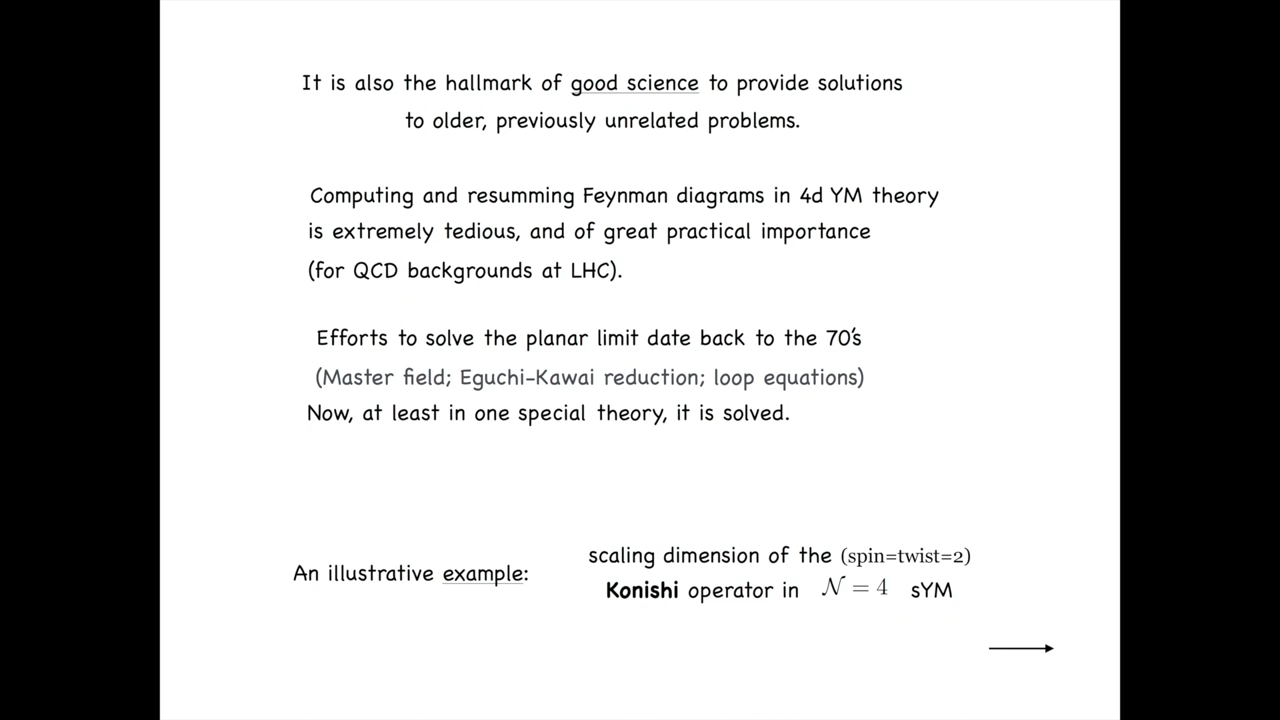 It is also the hallmark of good science to provide solutions
to older, previously unrelated problems.
Computing and resumming Feynman diagrams in 4d YM theory
is extremely tedious, and of great practical importance
(for QCD backgrounds at LHC).
Efforts to solve the planar limit date back to the 70's
(Master field; Eguchi-Kawai reduction; loop equations)
Now, at least in one special theory, it is solved.
An illustrative example:
scaling dimension of the (spin=twist=2)
Konishi operator in 𝒩 = 4 sYM